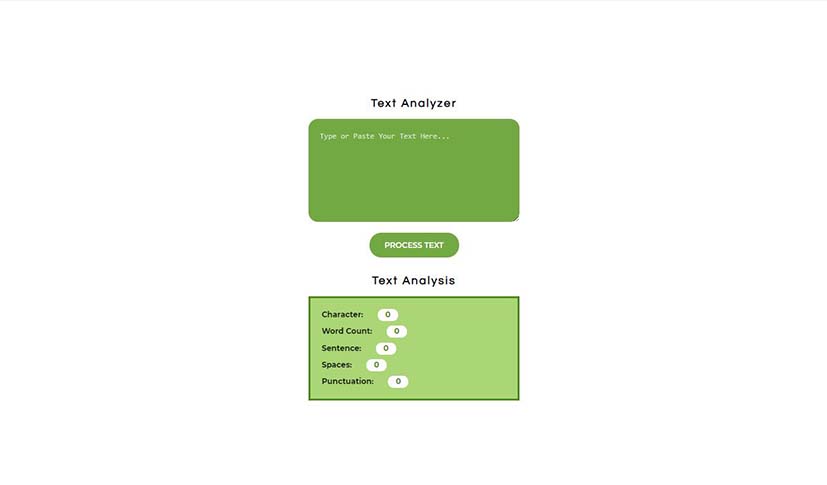 Text Analyzer
Type or Paste Your Text Here...
PROCESS TEXT
Text Analysis
Character: 0
Word Count: 0
Sentence: 0
Spaces: 0
Punctuation: 0